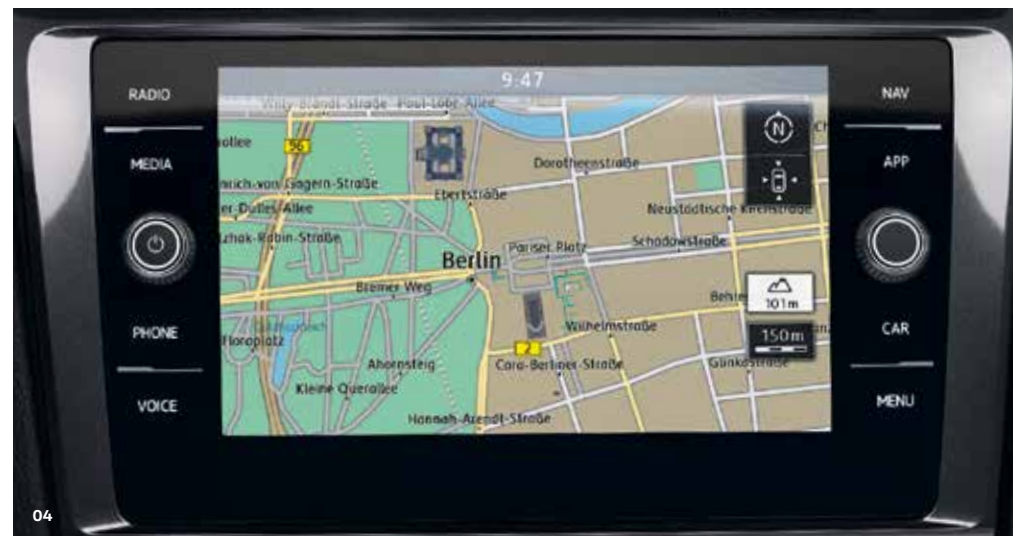 9:47
RADIO
MEDIA
PHONE
VOICE
NAV
APP
CAR
MENU
N
Willy-Brandt-Straße Paul-Löbe-Allee
96
Dorotheenstraße
Ebertstraße
Neustädtische Kirchstraße
Pariser Platz
Schadowstraße
Berlin
Bremer Weg
101m
150m
Wilhelmstraße
Floraplatz
2
Ahornsteig
Cora-Berliner-Straße
Kleine Querallee
Hannah-Arendt-Straße
04